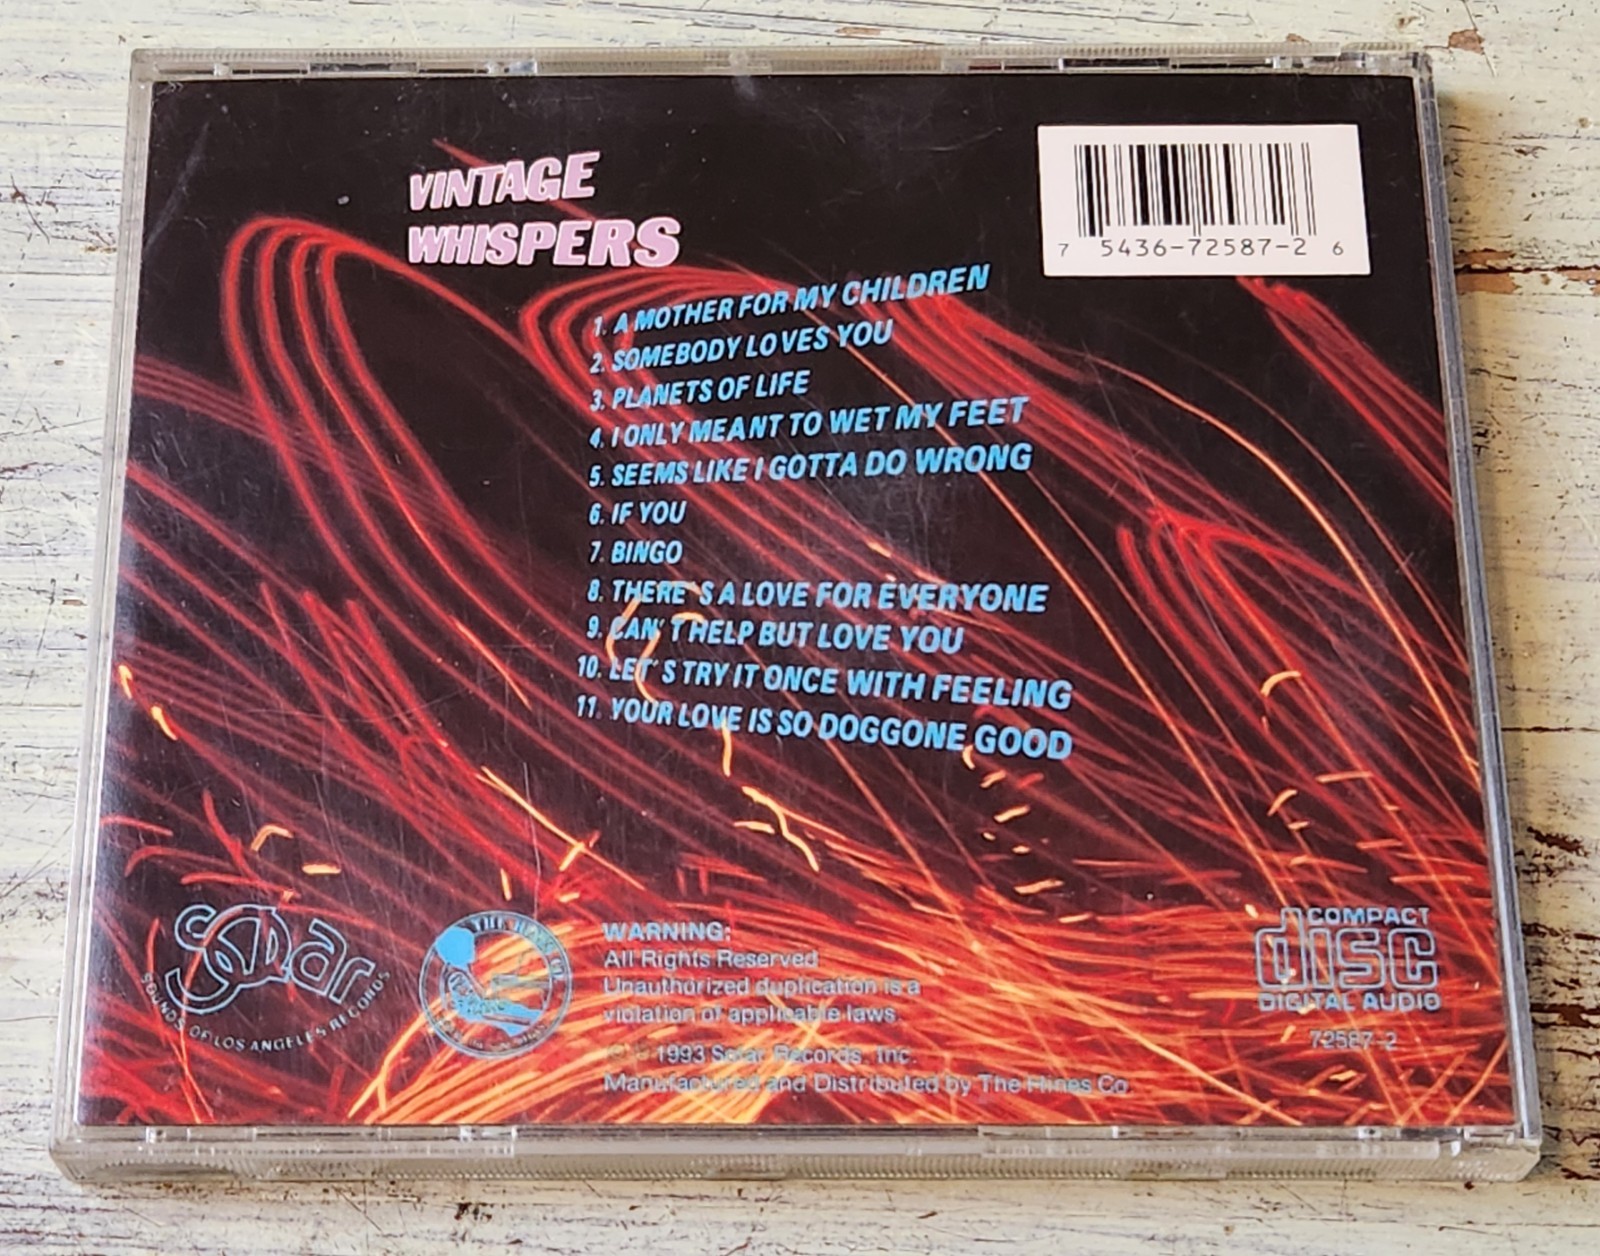 VINTAGE
WHISPERS
7 5436-72587-2 6
1. A MOTHER FOR MY CHILDREN
2. SOMEBODY LOVES YOU
3. PLANETS OF LIFE
4. I ONLY MEANT TO WET MY FEET
5. SEEMS LIKE I GOTTA DO WRONG
6. IF YOU
7. BINGO
8. THERE'S A LOVE FOR EVERYONE
9. CAN'T HELP BUT LOVE YOU
10. LET'S TRY IT ONCE WITH FEELING
11. YOUR LOVE IS SO DOGGONE GOOD
Solar
SOUNDS OF LOS ANGELES RECORDS
THE
WARNING:
All Rights Reserved
Unauthorized duplication is a
violation of applicable laws.
1993 Solar Records, Inc.
Manufactured and Distributed by The Hines Co.
COMPACT
disc
DIGITAL AUDIO
72587-2